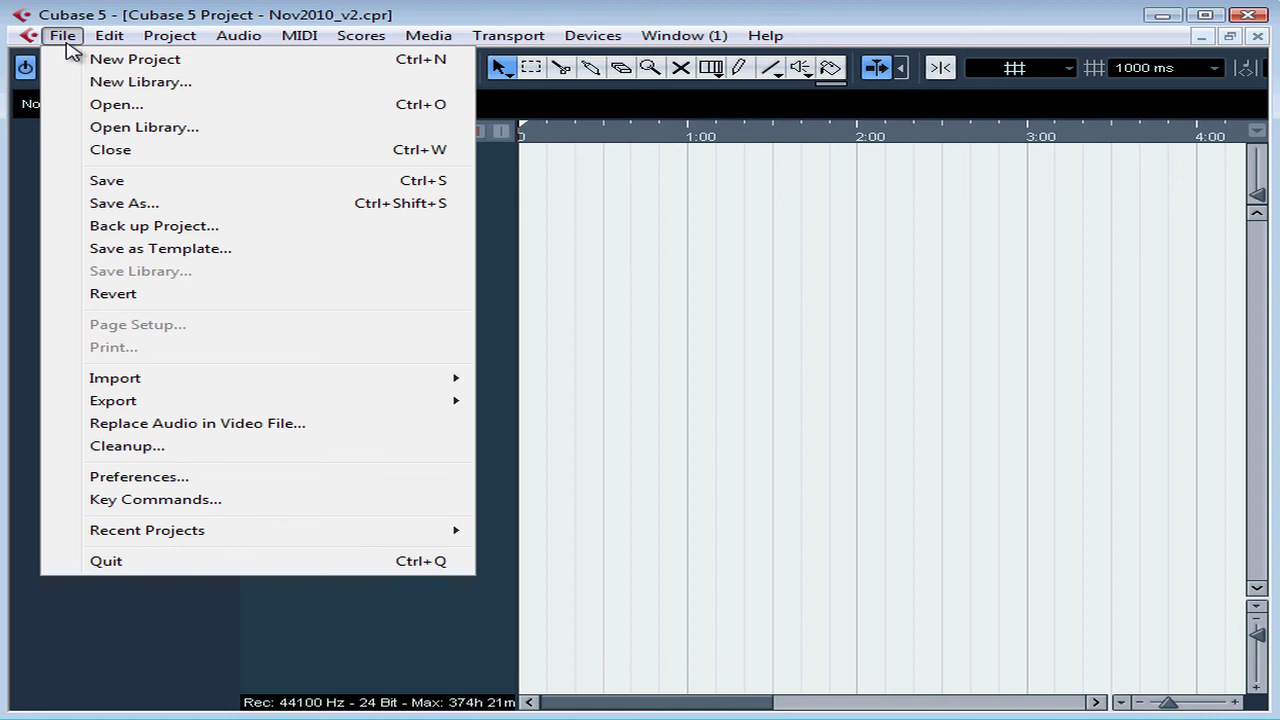 Cubase 5 - [Cubase 5 Project - Nov2010_v2.cpr]
File Edit Project Audio MIDI Scores Media Transport Devices Window (1) Help
New Project Ctrl+N
New Library...
Open... Ctrl+O
Open Library...
Close Ctrl+W
Save Ctrl+S
Save As... Ctrl+Shift+S
Back up Project...
Save as Template...
Save Library...
Revert
Page Setup...
Print...
Import
Export
Replace Audio in Video File...
Cleanup...
Preferences...
Key Commands...
Recent Projects
Quit Ctrl+Q
1000 ms
No
1:00 2:00 3:00 4:00
Rec: 44100 Hz - 24 Bit - Max: 374h 21m